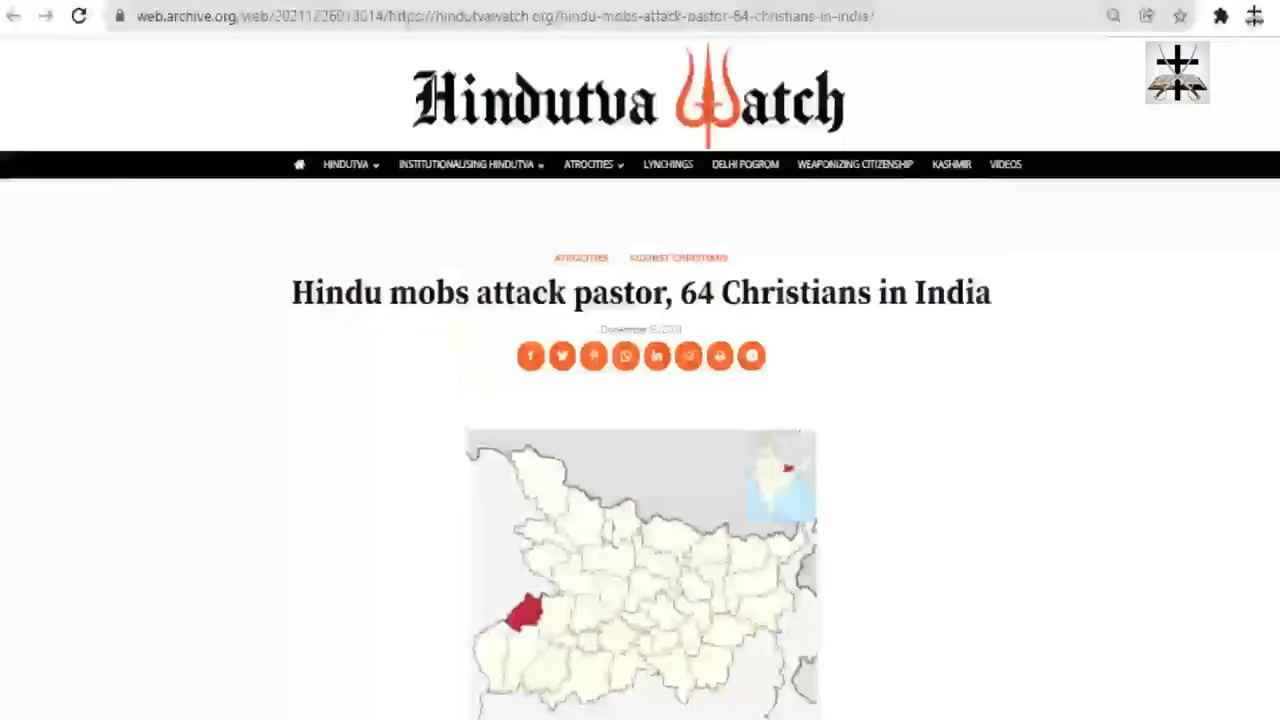 web.archive.org/web/20211226013014/https://hindutvawatch.org/hindu-mobs-attack-pastor-64-christians-in-india/
Hindutva Watch
HINDUTVA INSTITUTIONALISING HINDUTVA ATROCITIES LYNCHINGS DELHI POGROM WEAPONIZING CITIZENSHIP KASHMIR VIDEOS
ATROCITIES AGAINST CHRISTIANS
Hindu mobs attack pastor, 64 Christians in India
December